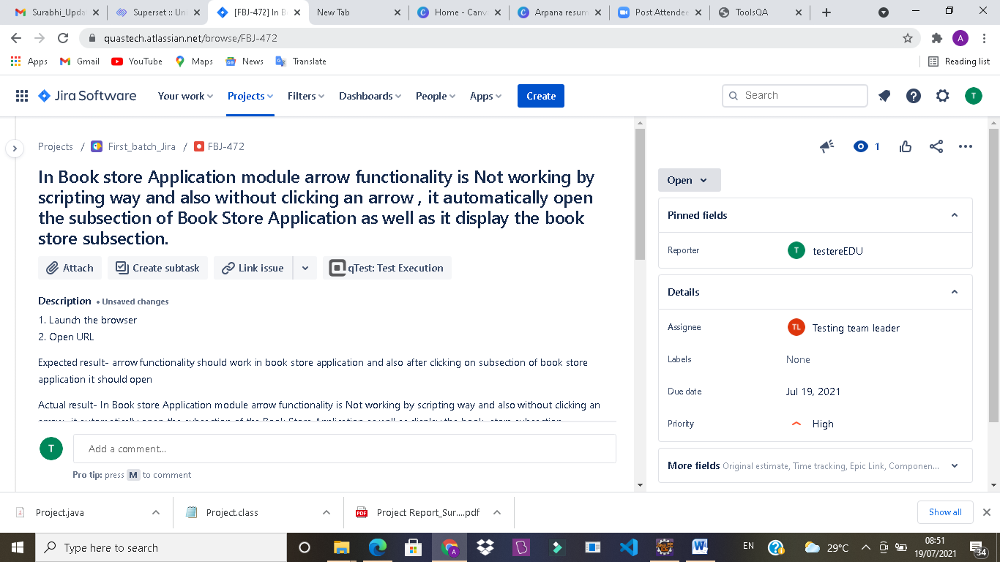 Surabhi_Upda
Superset :: Uni
[FBJ-472] In B
New Tab
Home - Canv
Arpana resum
Post Attendee
ToolsQA
quastech.atlassian.net/browse/FBJ-472
A
Apps
Gmail
YouTube
Maps
News
Translate
Reading list
Jira Software
Your work
Projects
Filters
Dashboards
People
Apps
Create
Search
T
Projects / First_batch_Jira / FBJ-472
In Book store Application module arrow functionality is Not working by
scripting way and also without clicking an arrow , it automatically open
the subsection of Book Store Application as well as it display the book
store subsection.
Attach
Create subtask
Link issue
qTest: Test Execution
Description • Unsaved changes
1. Launch the browser
2. Open URL
Expected result- arrow functionality should work in book store application and also after clicking on subsection of book store
application it should open
Actual result- In Book store Application module arrow functionality is Not working by scripting way and also without clicking an
arrow , it automatically open the subsection of the Book Store Application as well as display the book store subsection.
T
Add a comment...
Pro tip: press M to comment
1
Open
Pinned fields
Reporter
T
testereEDU
Details
Assignee
TL
Testing team leader
Labels
None
Due date
Jul 19, 2021
Priority
High
More fields Original estimate, Time tracking, Epic Link, Componen...
Project.java
Project.class
PDF
Project Report_Sur....pdf
Show all
Type here to search
A
EN
29°C
08:51
19/07/2021
34